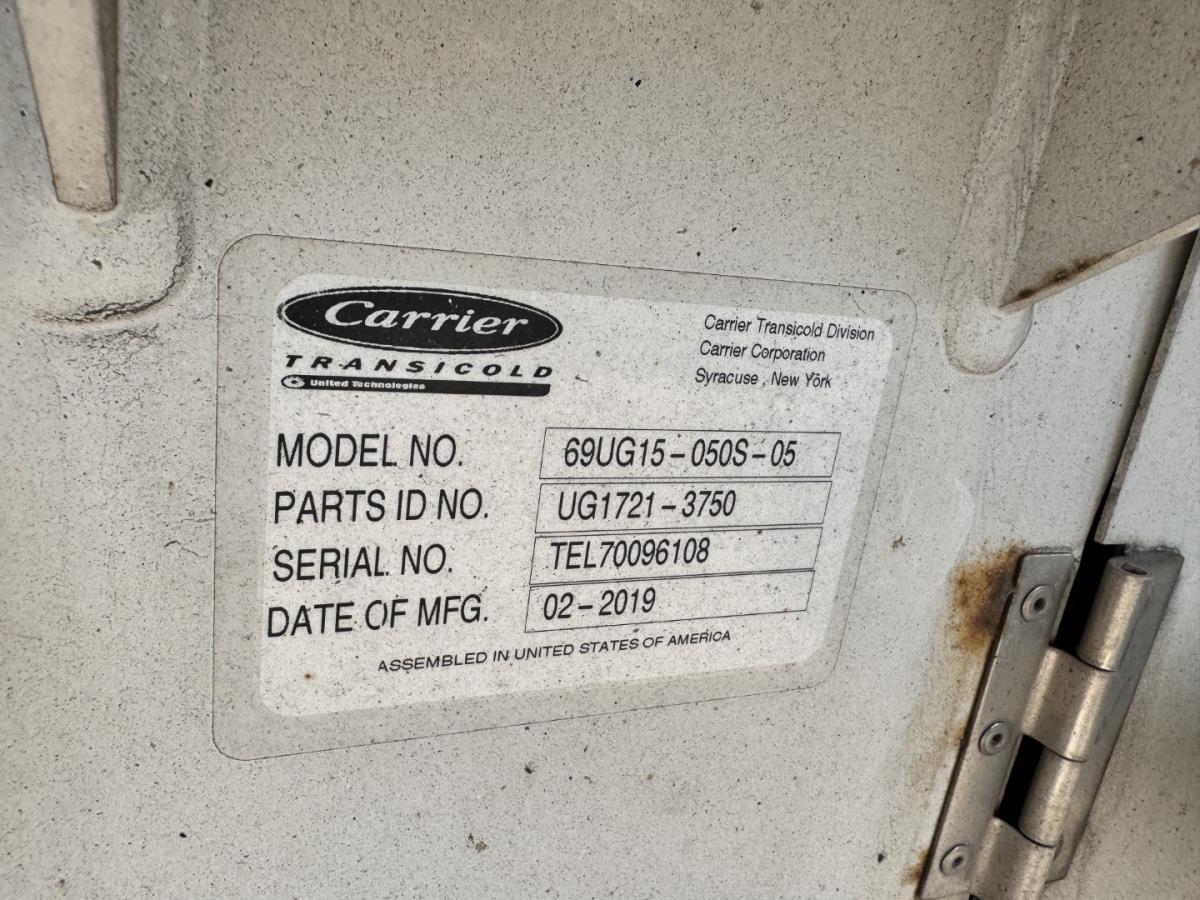 Carrier
TRANSICOLD
United Technologies
Carrier Transicold Division
Carrier Corporation
Syracuse , New York
MODEL NO. 69UG15-050S-05
PARTS ID NO. UG1721-3750
SERIAL NO. TEL70096108
DATE OF MFG. 02-2019
ASSEMBLED IN UNITED STATES OF AMERICA